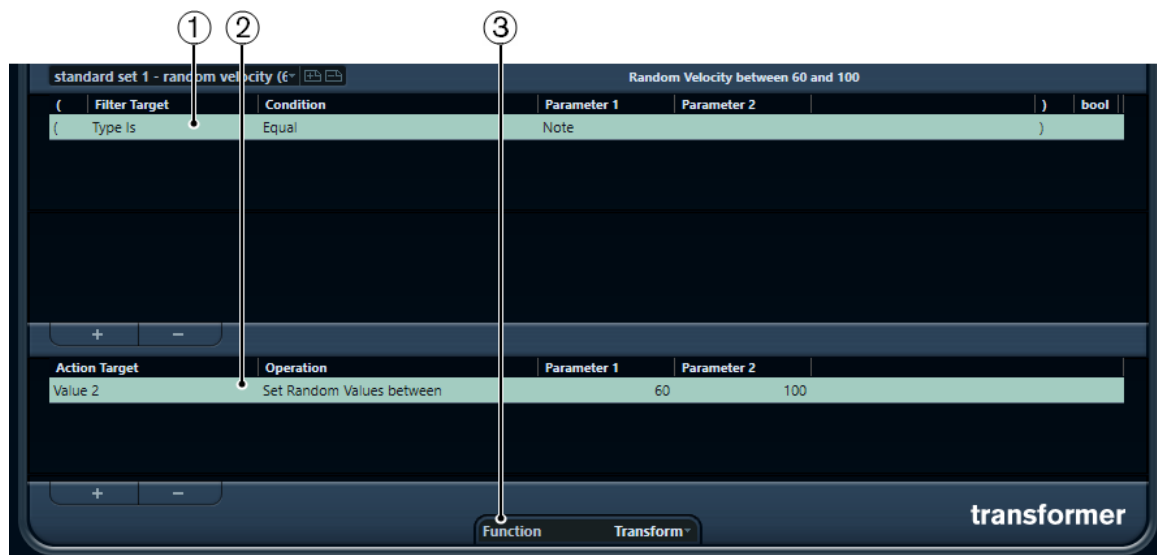 1 2 3
standard set 1 - random velocity (6 Random Velocity between 60 and 100
( Filter Target Condition Parameter 1 Parameter 2 ) bool
( Type Is Equal Note )
+ −
Action Target Operation Parameter 1 Parameter 2
Value 2 Set Random Values between 60 100
+ −
transformer
Function Transform